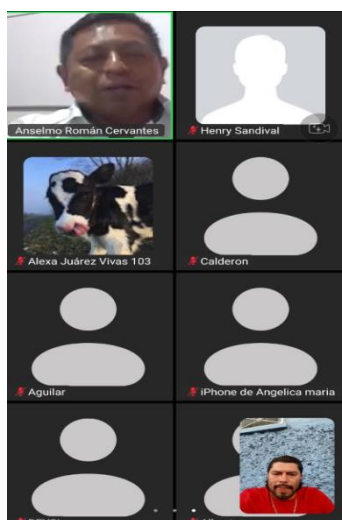 Anselmo Román Cervantes
Henry Sandival
Alexa Juárez Vivas 103
Calderon
Aguilar
iPhone de Angelica maria